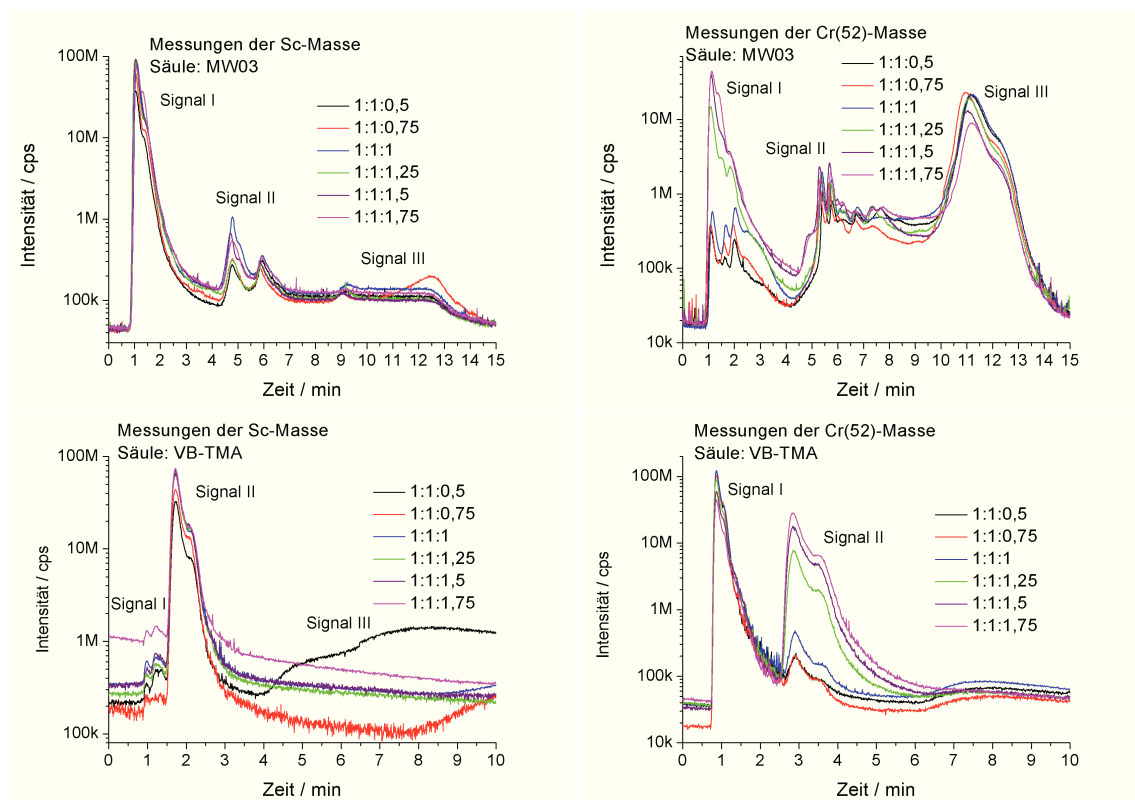 Messungen der Sc-Masse
Säule: MW03
Signal I
Signal II
Signal III
1:1:0,5
1:1:0,75
1:1:1
1:1:1,25
1:1:1,5
1:1:1,75
100M
10M
1M
100k
Intensität / cps
0 1 2 3 4 5 6 7 8 9 10 11 12 13 14 15
Zeit / min
Messungen der Cr(52)-Masse
Säule: MW03
Signal I
Signal II
Signal III
1:1:0,5
1:1:0,75
1:1:1
1:1:1,25
1:1:1,5
1:1:1,75
10M
1M
100k
10k
Intensität / cps
0 1 2 3 4 5 6 7 8 9 10 11 12 13 14 15
Zeit / min
Messungen der Sc-Masse
Säule: VB-TMA
Signal I
Signal II
Signal III
1:1:0,5
1:1:0,75
1:1:1
1:1:1,25
1:1:1,5
1:1:1,75
100M
10M
1M
100k
Intensität / cps
0 1 2 3 4 5 6 7 8 9 10
Zeit / min
Messungen der Cr(52)-Masse
Säule: VB-TMA
Signal I
Signal II
1:1:0,5
1:1:0,75
1:1:1
1:1:1,25
1:1:1,5
1:1:1,75
100M
10M
1M
100k
10k
Intensität / cps
0 1 2 3 4 5 6 7 8 9 10
Zeit / min